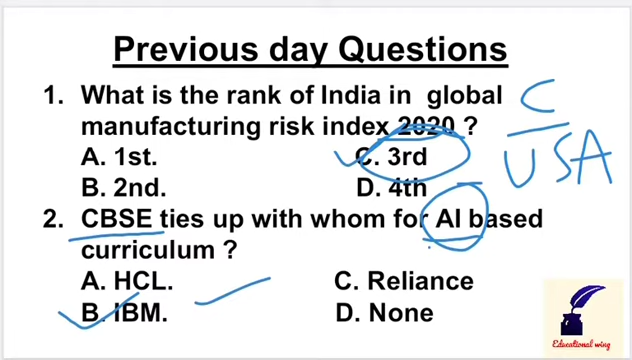 Previous day Questions
1. What is the rank of India in global
manufacturing risk index 2020 ?
A. 1st.
C. 3rd
B. 2nd.
D. 4th
C
USA
2. CBSE ties up with whom for AI based
curriculum ?
A. HCL.
C. Reliance
B. IBM.
D. None
Educational wing